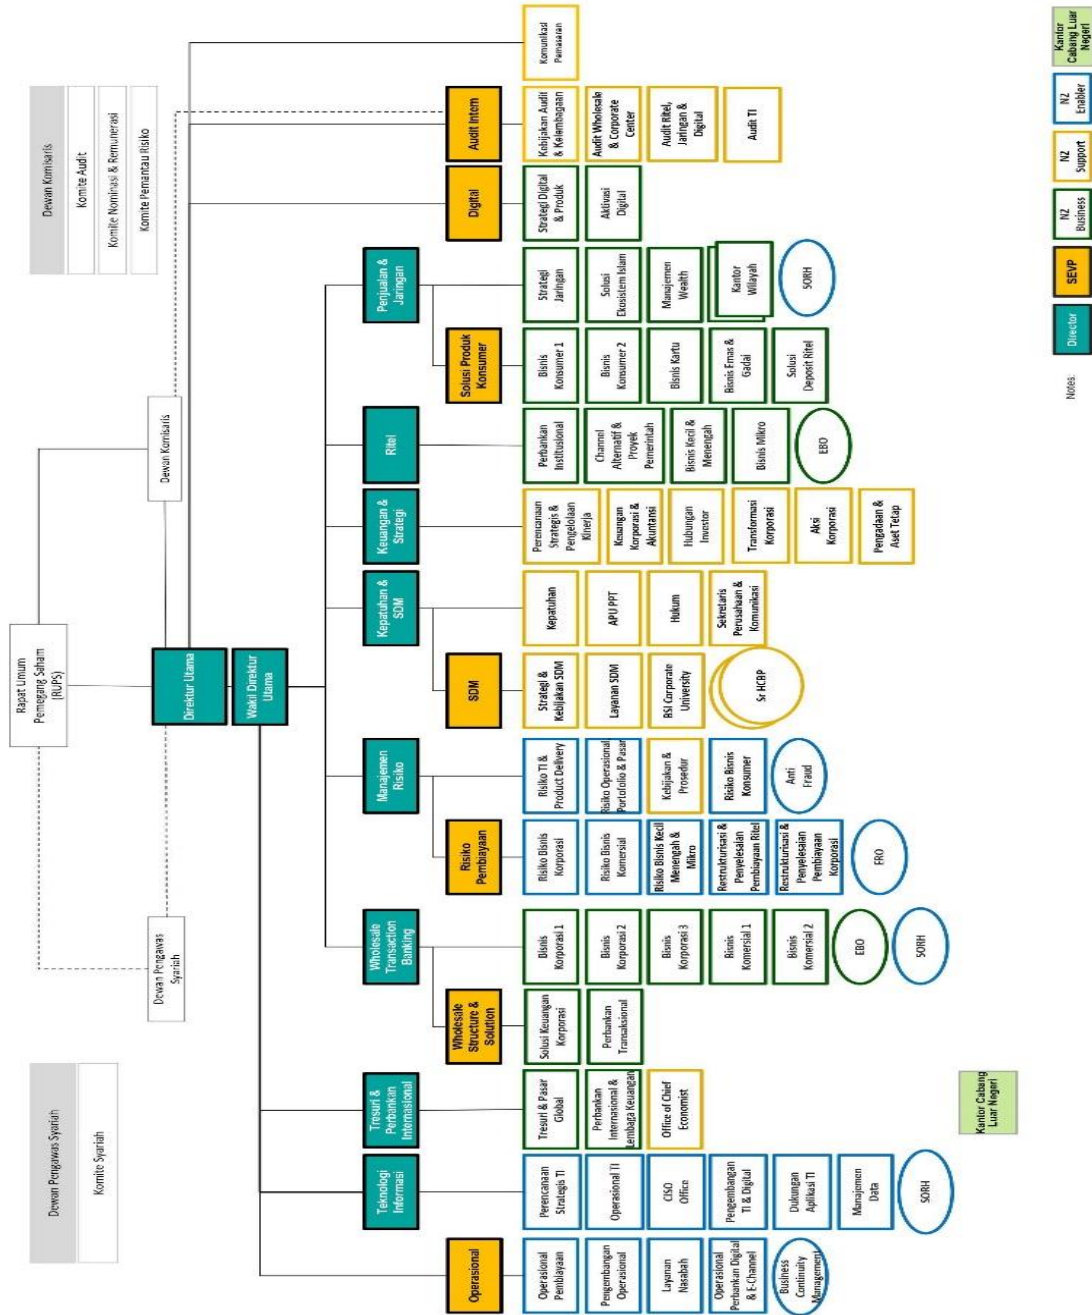 Rapat Umum
Pemegang Saham
(RUPS)
Dewan Pengawas Syariah
Komite Syariah
Dewan Komisaris
Komite Audit
Komite Nominasi & Remunerasi
Komite Pemantau Risiko
Dewan Pengawas
Syariah
Dewan Komisaris
Direktur Utama
Wakil Direktur
Utama
Operasional
Operasional
Pembiayaan
Pengembangan
Operasional
Layanan
Nasabah
Operasional
Perbankan Digital
& E-Channel
Business
Continuity
Management
Teknologi
Informasi
Perencanaan
Strategis TI
Operasional TI
CISO
Office
Pengembangan
TI & Digital
Dukungan
Aplikasi TI
Manajemen
Data
SORH
Tresuri &
Perbankan
Internasional
Tresuri & Pasar
Global
Perbankan
Internasional &
Lembaga Keuangan
Office of Chief
Economist
Kantor Cabang
Luar Negeri
Wholesale
Transaction
Banking
Wholesale
Structure &
Solution
Solusi Keuangan
Korporasi
Perbankan
Transaksional
Bisnis
Korporasi 1
Bisnis
Korporasi 2
Bisnis
Korporasi 3
Bisnis
Komersial 1
Bisnis
Komersial 2
EBO
SORH
Manajemen
Risiko
Risiko
Pembiayaan
Risiko Bisnis
Korporasi
Risiko Bisnis
Komersial
Risiko Bisnis Kecil
Menengah &
Mikro
Restrukturisasi &
Penyelesaian
Pembiayaan Ritel
Restrukturisasi &
Penyelesaian
Pembiayaan
Korporasi
FRO
Risiko TI &
Product Delivery
Risiko Operasional
Portofolio & Pasar
Kebijakan &
Prosedur
Risiko Bisnis
Konsumer
Anti
Fraud
Kepatuhan &
SDM
SDM
Strategi &
Kebijakan SDM
Layanan SDM
BSI Corporate
University
Sr HCBP
Kepatuhan
APU PPT
Hukum
Sekretaris
Perusahaan &
Komunikasi
Keuangan &
Strategi
Perencanaan
Strategis &
Pengelolaan
Kinerja
Keuangan
Korporasi &
Akuntansi
Hubungan
Investor
Transformasi
Korporasi
Aksi
Korporasi
Pengadaan &
Aset Tetap
Ritel
Perbankan
Institusional
Channel
Alternatif &
Proyek
Pemerintah
Bisnis Kecil &
Menengah
Bisnis Mikro
EBO
Penjualan &
Jaringan
Solusi Produk
Konsumer
Bisnis
Konsumer 1
Bisnis
Konsumer 2
Bisnis Kartu
Bisnis Emas &
Gadai
Solusi
Deposit Ritel
Strategi
Jaringan
Solusi
Ekosistem Islam
Manajemen
Wealth
Kantor
Wilayah
SORH
Digital
Strategi Digital
& Produk
Aktivasi
Digital
Audit Intern
Kebijakan Audit
& Kelembagaan
Audit Wholesale
& Corporate
Center
Audit Ritel,
Jaringan &
Digital
Audit TI
Komunikasi
Pemasaran
Notes:
Director
SEVP
N2
Business
N2
Support
N2
Enabler
Kantor
Cabang Luar
Negeri